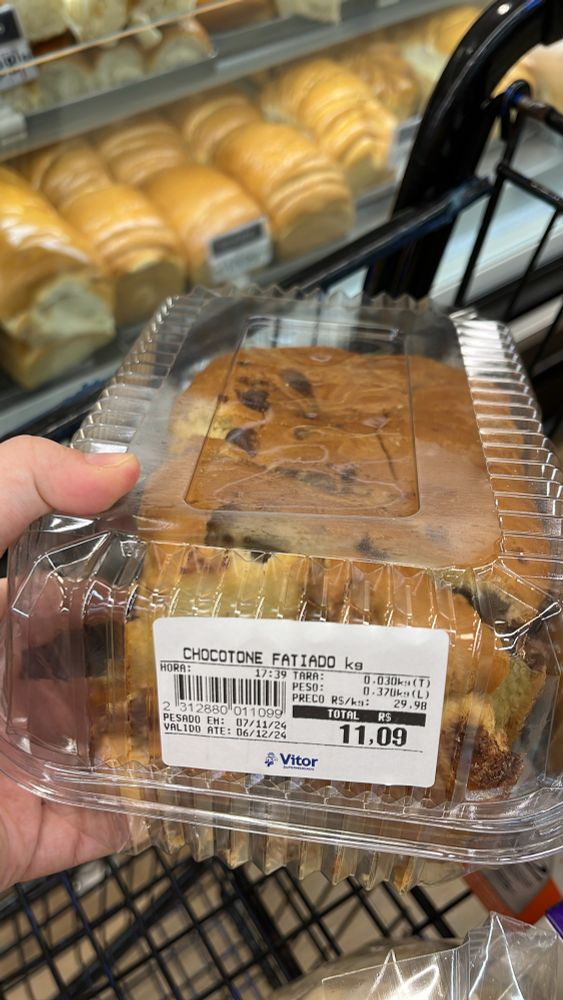 CHOCOTONE FATIADO kg
HORA: 17:39
TARA: 0.030kg(T)
PESO: 0.370kg(L)
PRECO R$/kg: 29.98
2 312880 011099
TOTAL R$
11,09
PESADO EM: 07/11/24
VALIDO ATE: 06/12/24
Vitor